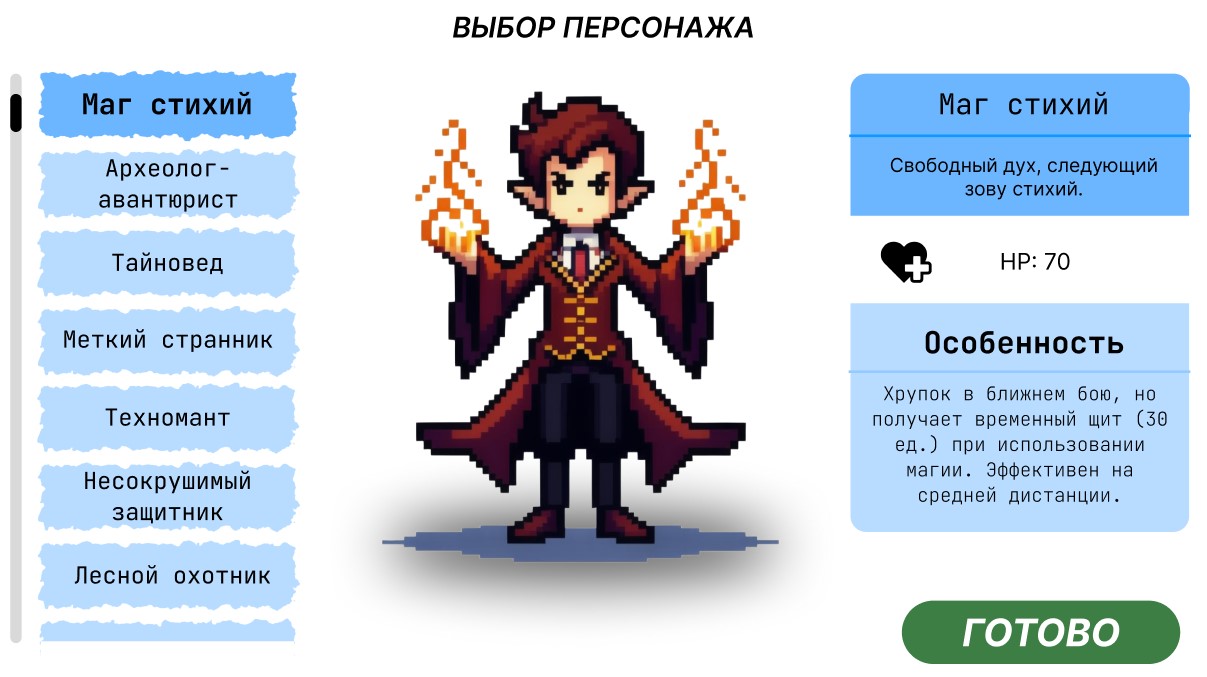 ВЫБОР ПЕРСОНАЖА
Маг стихий
Археолог-
авантюрист
Тайновед
Меткий странник
Техномант
Несокрушимый
защитник
Лесной охотник
Маг стихий
Свободный дух, следующий
зову стихий.
HP: 70
Особенность
Хрупок в ближнем бою, но
получает временный щит (30
ед.) при использовании
магии. Эффективен на
средней дистанции.
ГОТОВО